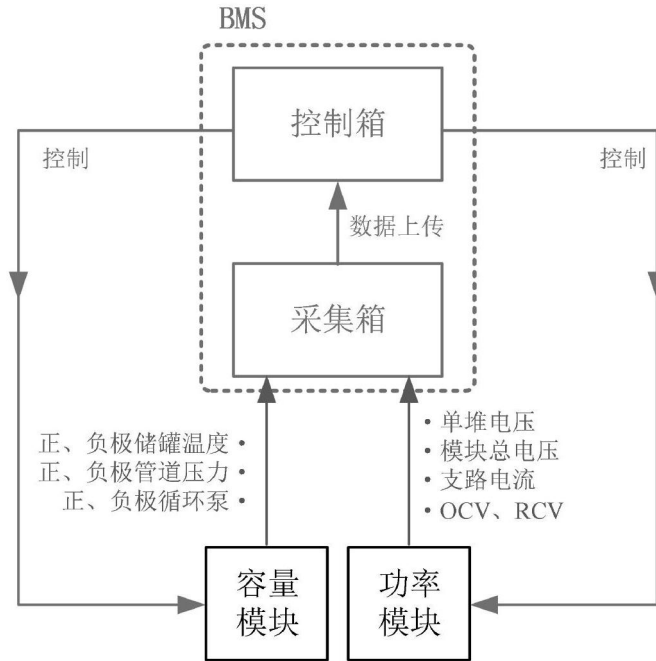 BMS
控制箱
控制
控制
数据上传
采集箱
正、负极储罐温度·
正、负极管道压力·
正、负极循环泵·
·单堆电压
·模块总电压
·支路电流
·OCV、RCV
容量
模块
功率
模块